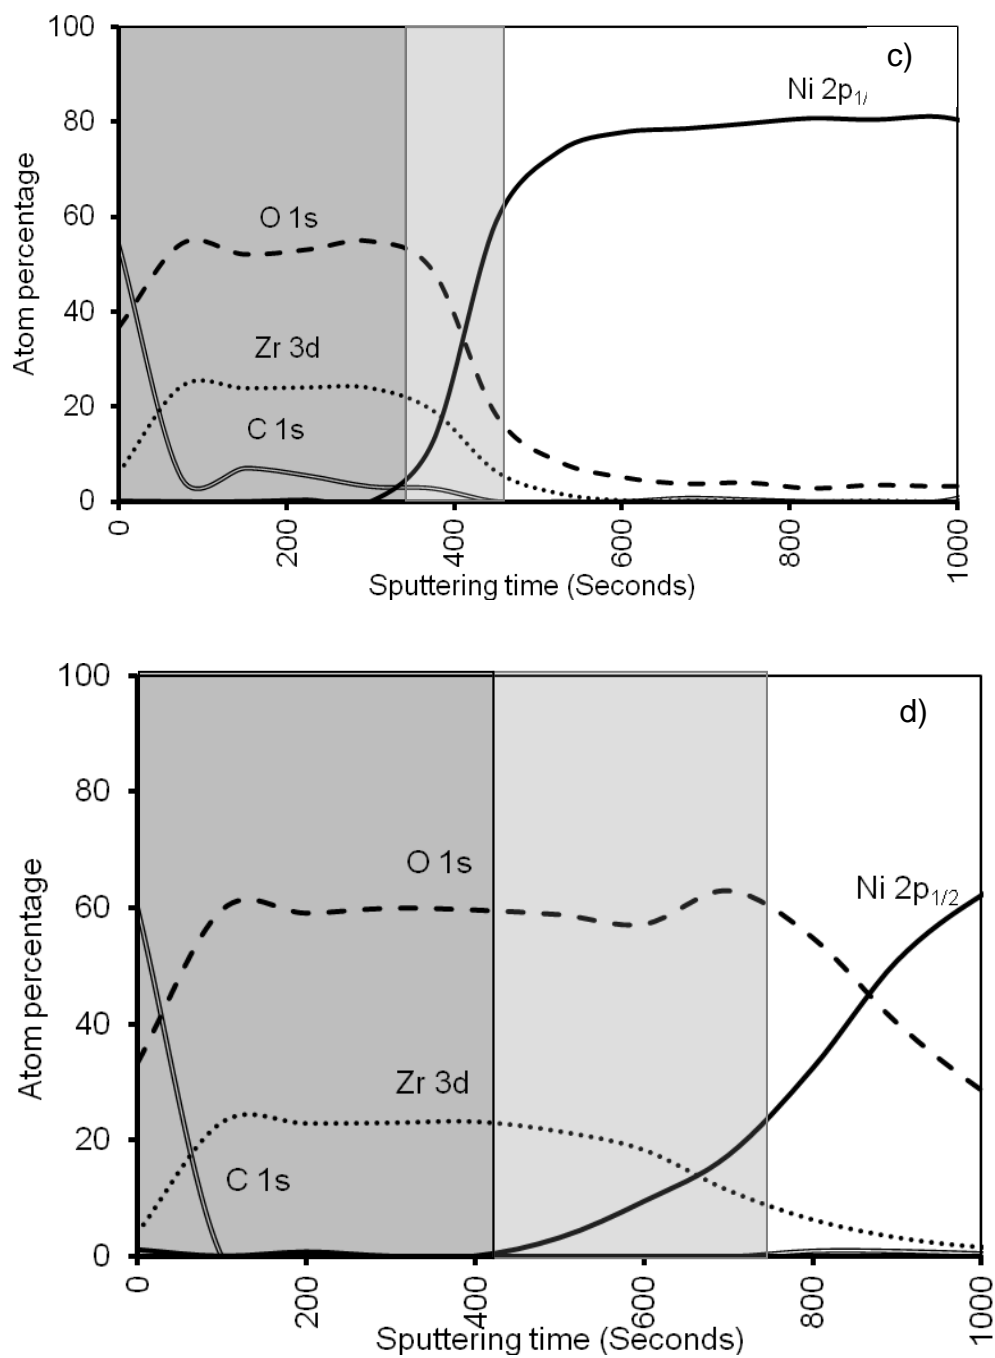 100
c)
Ni 2p1/
80
O 1s
60
Atom percentage
40
Zr 3d
20
C 1s
0
0
200
400
600
800
1000
Sputtering time (Seconds)
100
d)
80
O 1s
Ni 2p1/2
60
Atom percentage
40
Zr 3d
20
C 1s
0
0
200
400
600
800
1000
Sputtering time (Seconds)